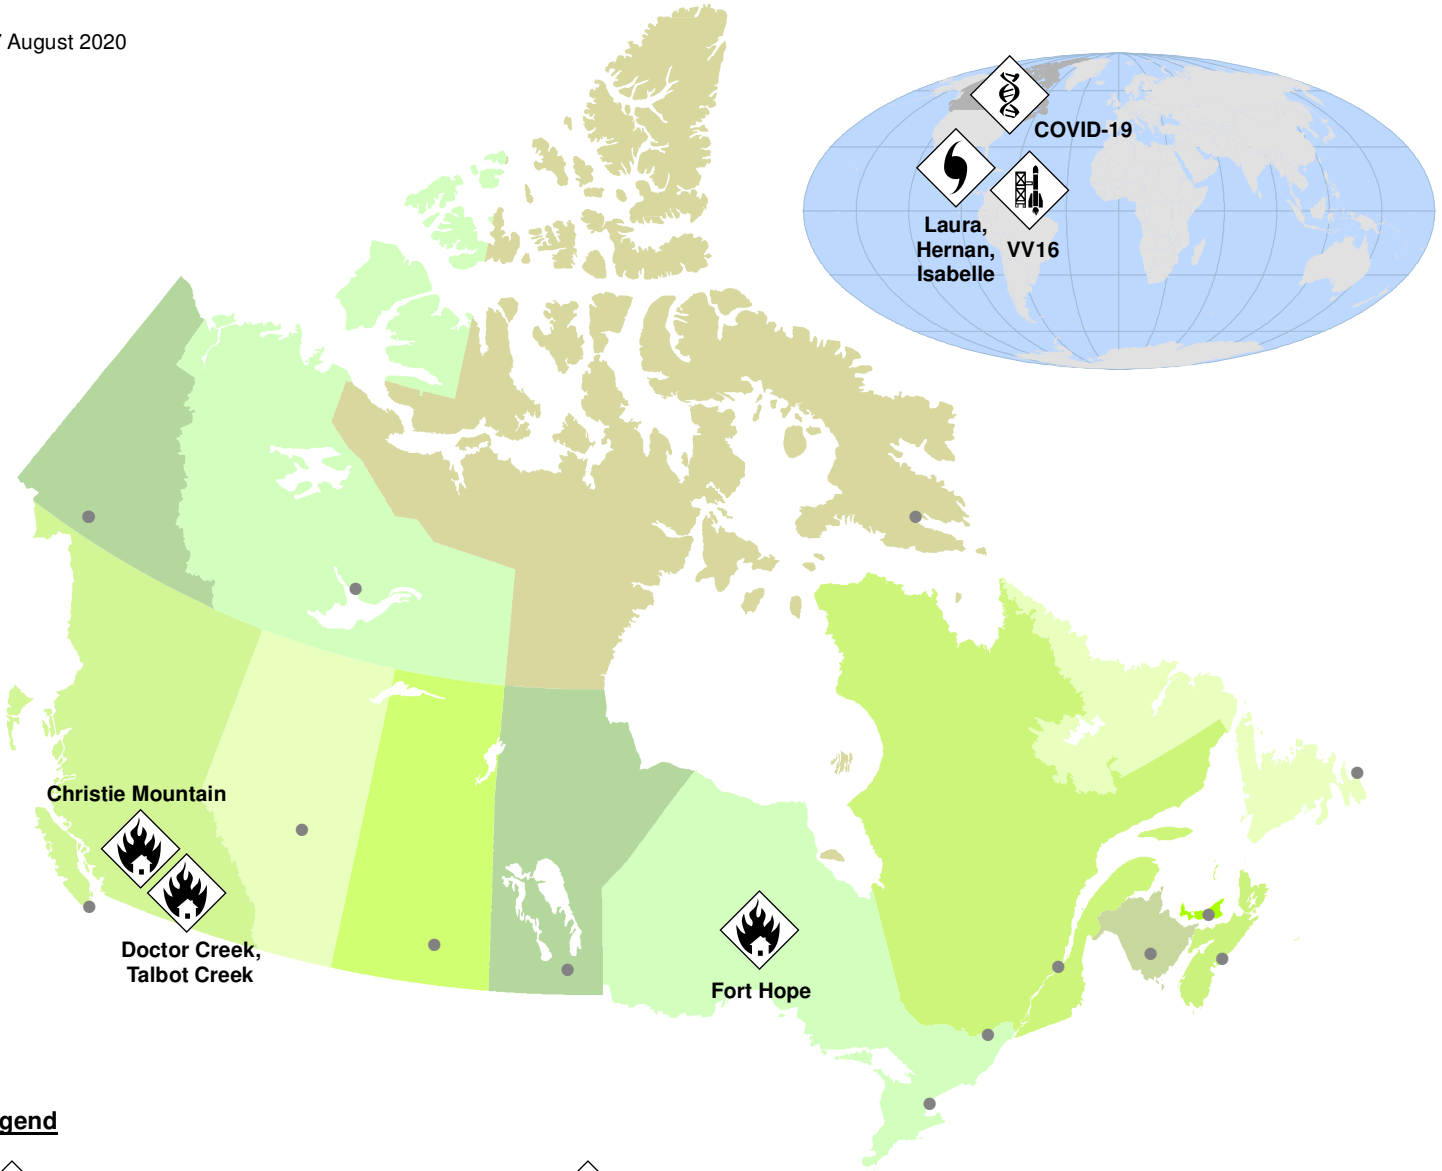 August 2020
COVID-19
Laura,
Hernan,
Isabelle
VV16
Christie Mountain
Doctor Creek,
Talbot Creek
Fort Hope
gend